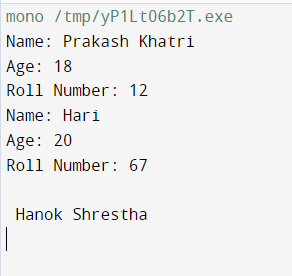 mono /tmp/yP1Lt06b2T.exe
Name: Prakash Khatri
Age: 18
Roll Number: 12
Name: Hari
Age: 20
Roll Number: 67
Hanok Shrestha